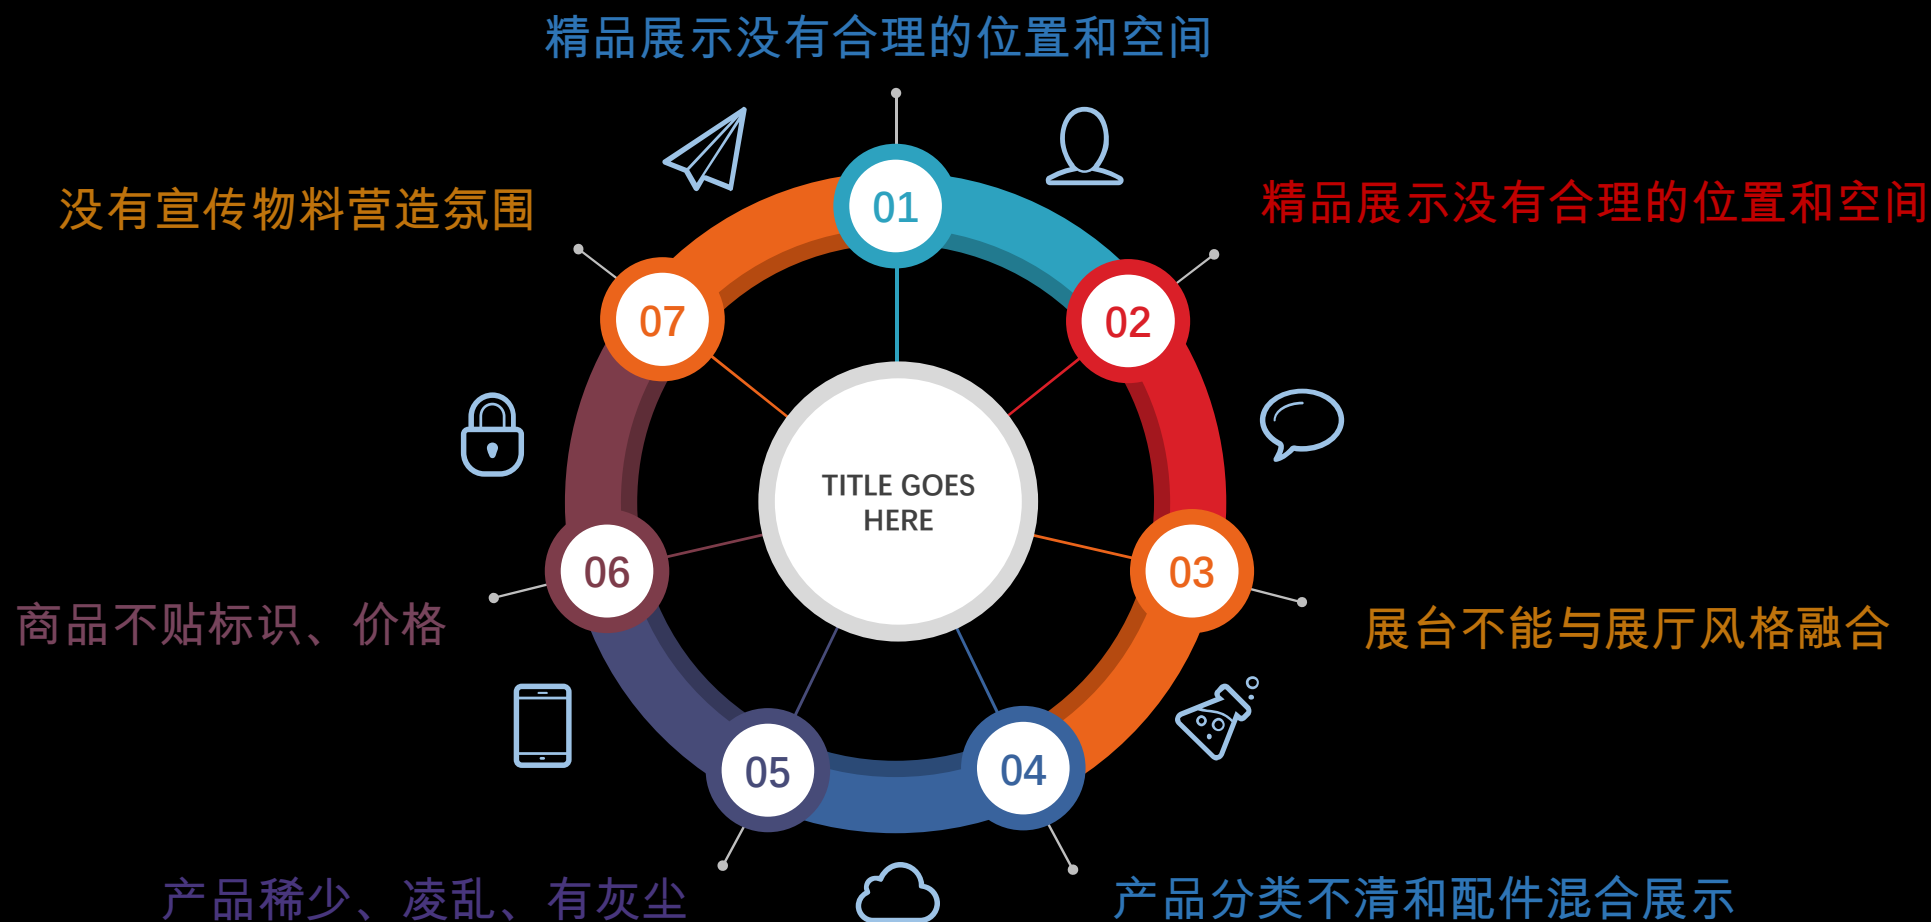 精品展示没有合理的位置和空间
01
精品展示没有合理的位置和空间
02
展台不能与展厅风格融合
03
产品分类不清和配件混合展示
04
产品稀少、凌乱、有灰尘
05
商品不贴标识、价格
06
没有宣传物料营造氛围
07
TITLE GOES
HERE